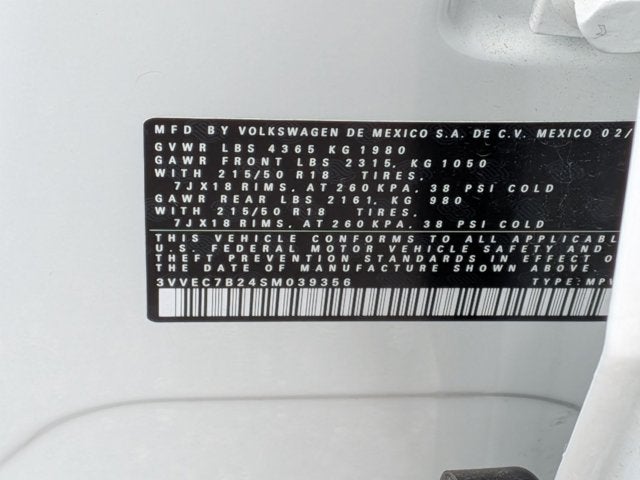 MFD BY VOLKSWAGEN DE MEXICO S.A. DE C.V. MEXICO 02/
GVWR LBS 4365 KG 1980
GAWR FRONT LBS 2315, KG 1050
WITH 215/50 R18 TIRES,
7JX18 RIMS, AT 260 KPA, 38 PSI COLD
GAWR REAR LBS 2161, KG 980
WITH 215/50 R18 TIRES,
7JX18 RIMS, AT 260 KPA, 38 PSI COLD
THIS VEHICLE CONFORMS TO ALL APPLICABL
U.S. FEDERAL MOTOR VEHICLE SAFETY AND
THEFT PREVENTION STANDARDS IN EFFECT O
THE DATE OF MANUFACTURE SHOWN ABOVE
3VVEC7B24SM039356 TYPE: MPV